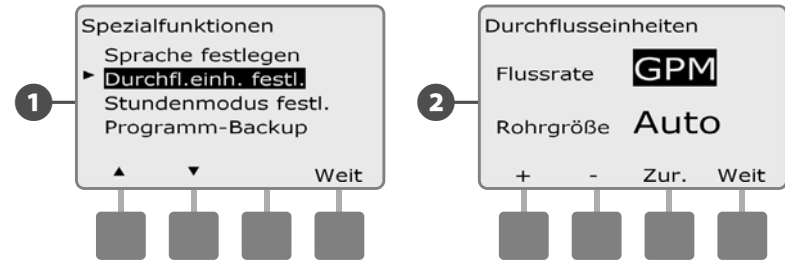 1
Spezialfunktionen
Sprache festlegen
► Durchfl.einh. festl.
Stundenmodus festl.
Programm-Backup
▲ ▼ Weit
2
Durchflusseinheiten
Flussrate GPM
Rohrgröße Auto
+ - Zur. Weit